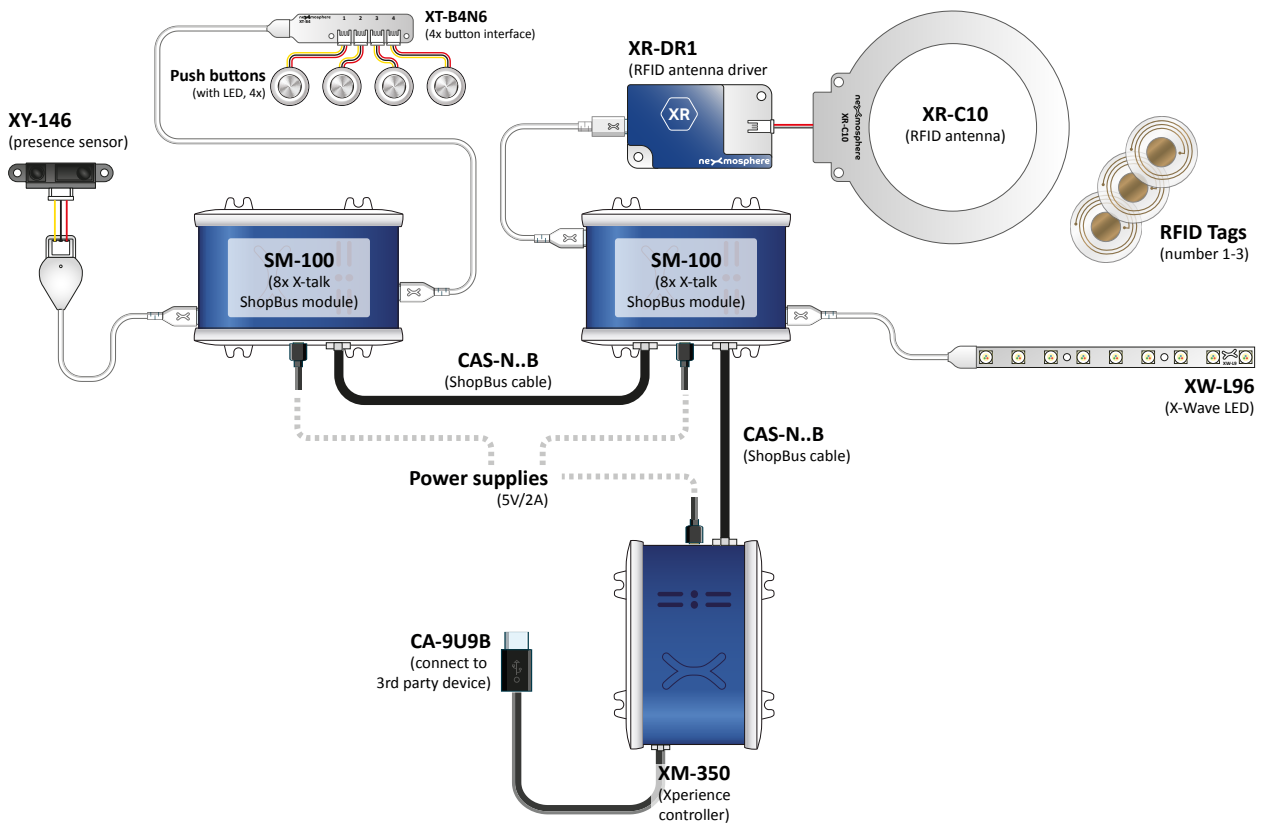 nexmosphere
XT-B4
1 2 3 4
XT-B4N6
(4x button interface)
Push buttons
(with LED, 4x)
XY-146
(presence sensor)
XR-DR1
(RFID antenna driver
XR
nexmosphere
nexmosphere
XR-C10
XR-C10
(RFID antenna)
RFID Tags
(number 1-3)
SM-100
(8x X-talk
ShopBus module)
SM-100
(8x X-talk
ShopBus module)
CAS-N..B
(ShopBus cable)
XW-L9
XW-L96
(X-Wave LED)
CAS-N..B
(ShopBus cable)
Power supplies
(5V/2A)
CA-9U9B
(connect to
3rd party device)
XM-350
(Xperience
controller)